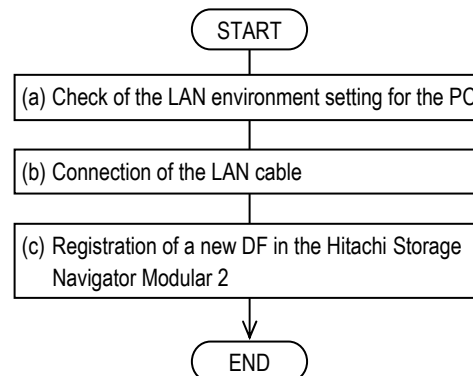 START
(a) Check of the LAN environment setting for the PC
(b) Connection of the LAN cable
(c) Registration of a new DF in the Hitachi Storage
Navigator Modular 2
END